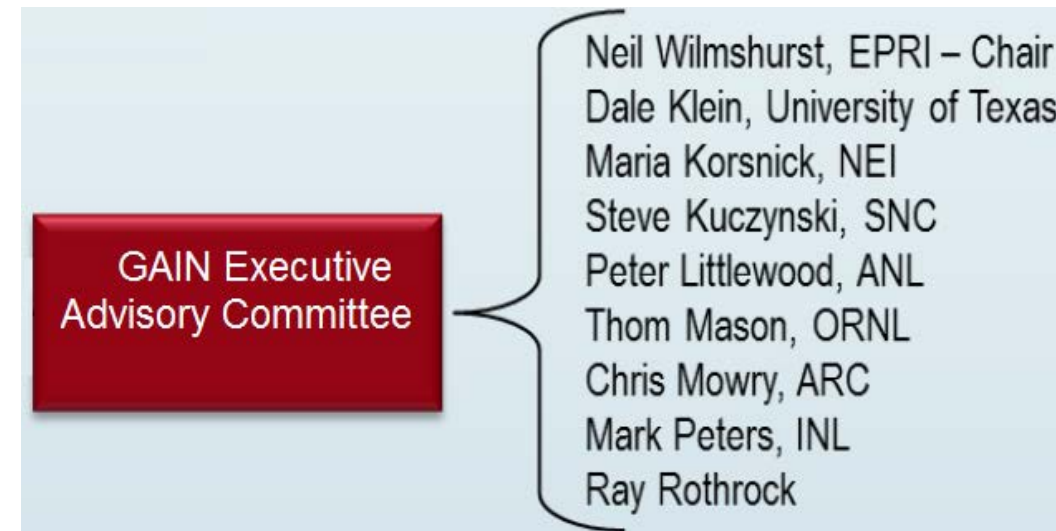 GAIN Executive
Advisory Committee
Neil Wilmshurst, EPRI – Chair
Dale Klein, University of Texas
Maria Korsnick, NEI
Steve Kuczynski, SNC
Peter Littlewood, ANL
Thom Mason, ORNL
Chris Mowry, ARC
Mark Peters, INL
Ray Rothrock